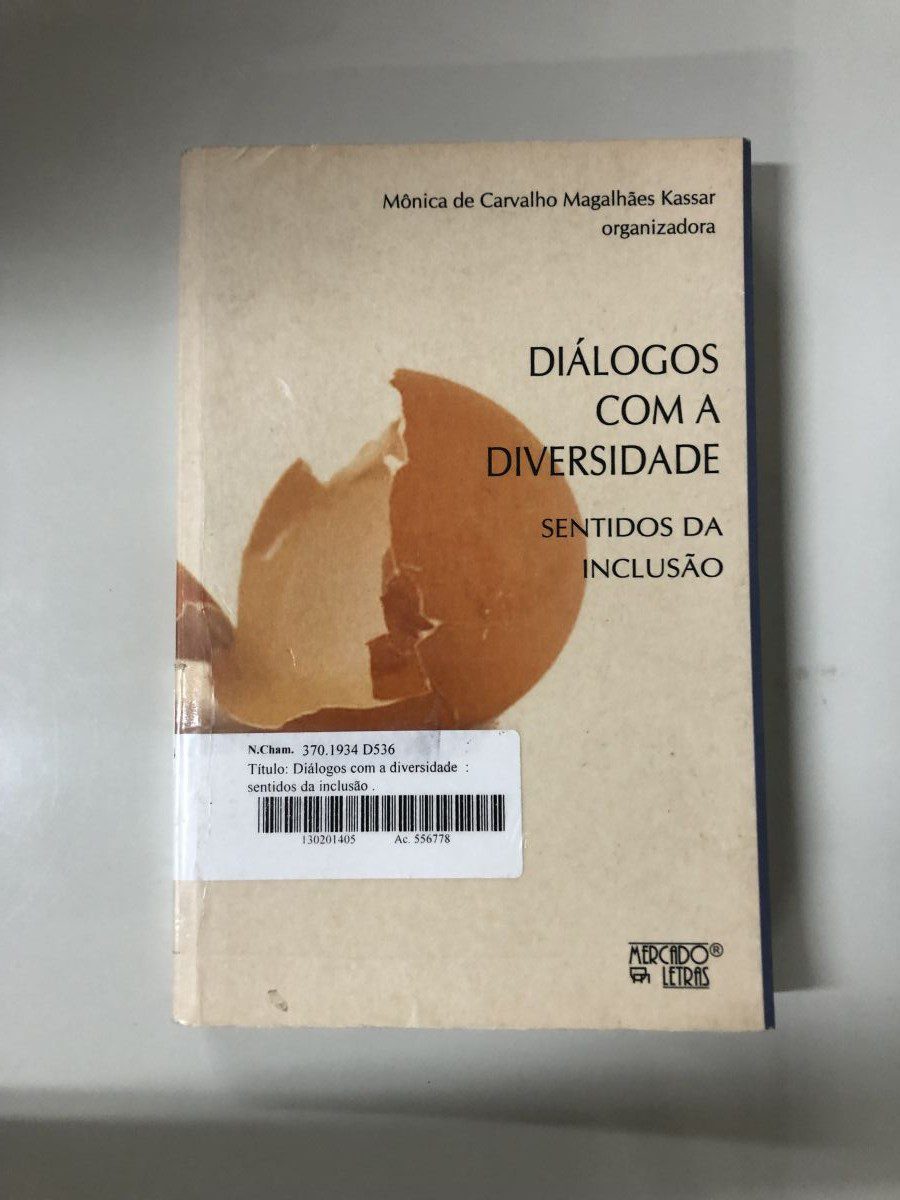 Mônica de Carvalho Magalhães Kassar
organizadora
DIÁLOGOS
COM A
DIVERSIDADE
SENTIDOS DA
INCLUSÃO
N.Cham. 370.1934 D536
Título: Diálogos com a diversidade :
sentidos da inclusão .
130201405 Ac. 556778
MERCADO®
LETRAS